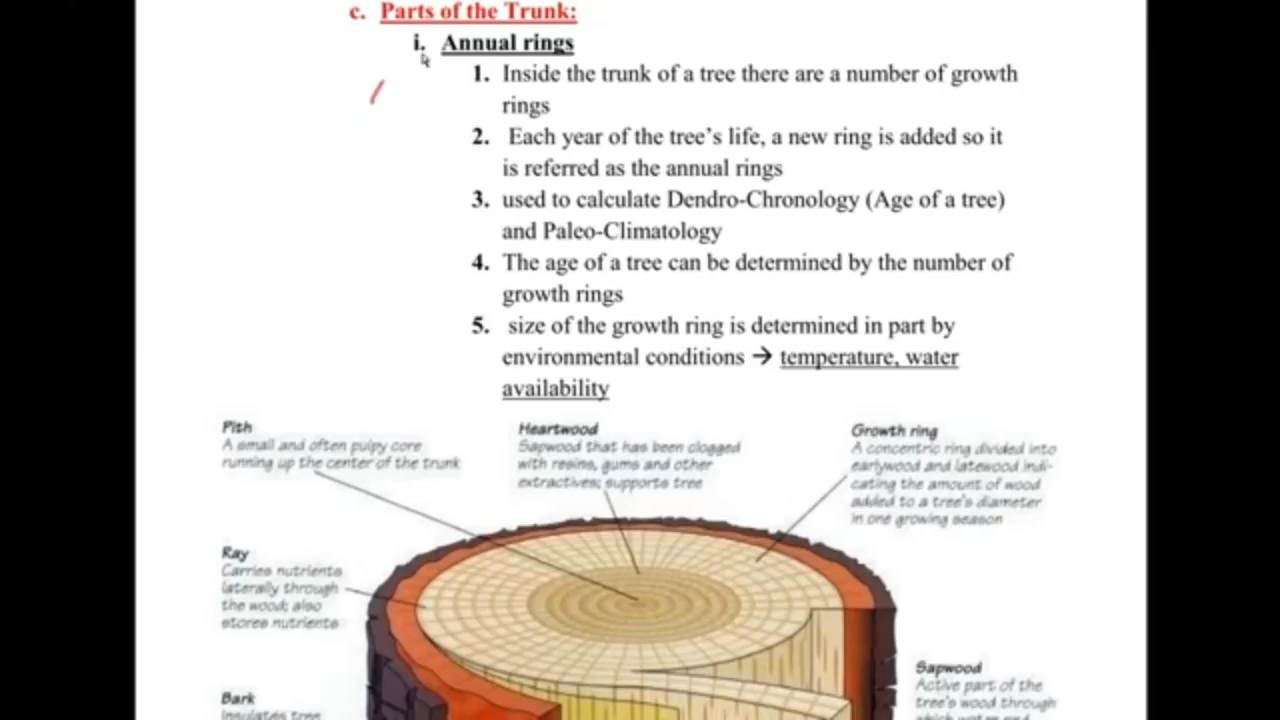 c. Parts of the Trunk:
i. Annual rings
1. Inside the trunk of a tree there are a number of growth
rings
2. Each year of the tree's life, a new ring is added so it
is referred as the annual rings
3. used to calculate Dendro-Chronology (Age of a tree)
and Paleo-Climatology
4. The age of a tree can be determined by the number of
growth rings
5. size of the growth ring is determined in part by
environmental conditions → temperature, water
availability
Pith
A small and often pulpy core
running up the center of the trunk
Heartwood
Sapwood that has been clogged
with resins, gums and other
extractives; supports tree
Growth ring
A concentric ring divided into
earlywood and latewood indi-
cating the amount of wood
added to a tree's diameter
in one growing season
Ray
Carries nutrients
laterally through
the wood; also
stores nutrients
Bark
Insulates tree
Sapwood
Active part of the
tree's wood through
which water and